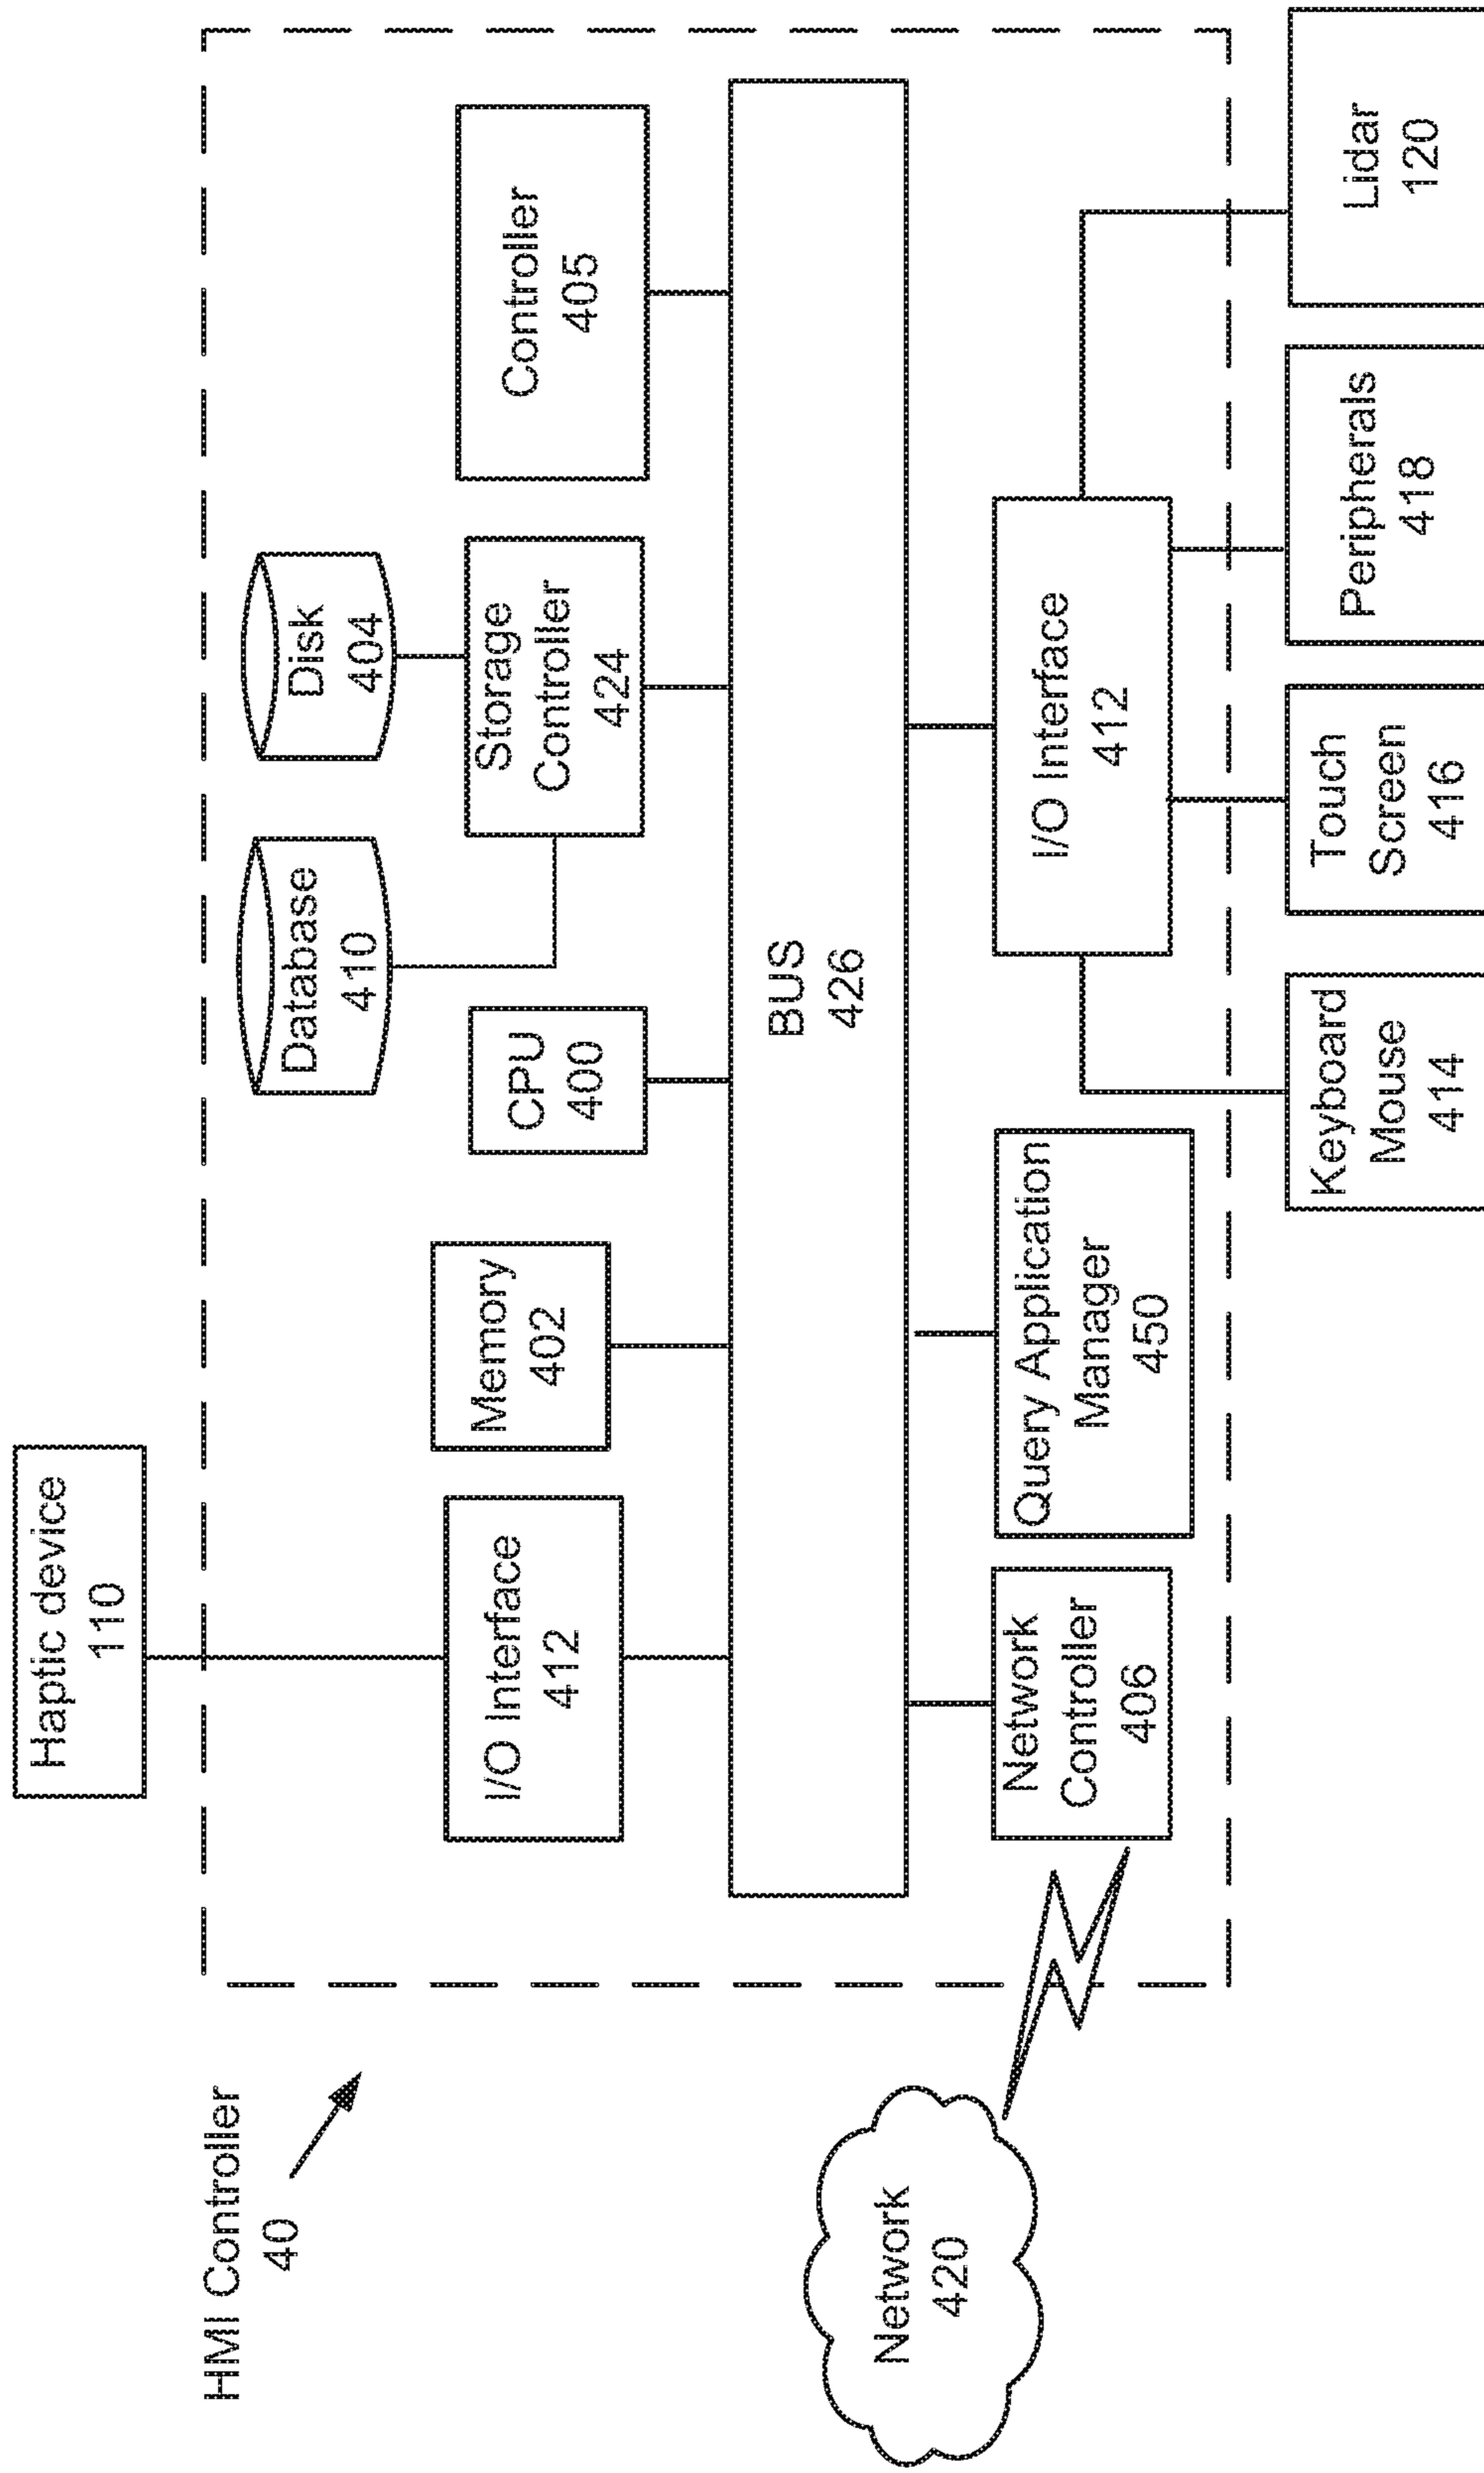 HMI Controller
40
Haptic device
110
Database
410
Disk
404
I/O Interface
412
Memory
402
CPU
400
Storage
Controller
424
Controller
405
BUS
426
Network
420
Network
Controller
406
Query Application
Manager
450
I/O Interface
412
Keyboard
Mouse
414
Touch
Screen
416
Peripherals
418
Lidar
120